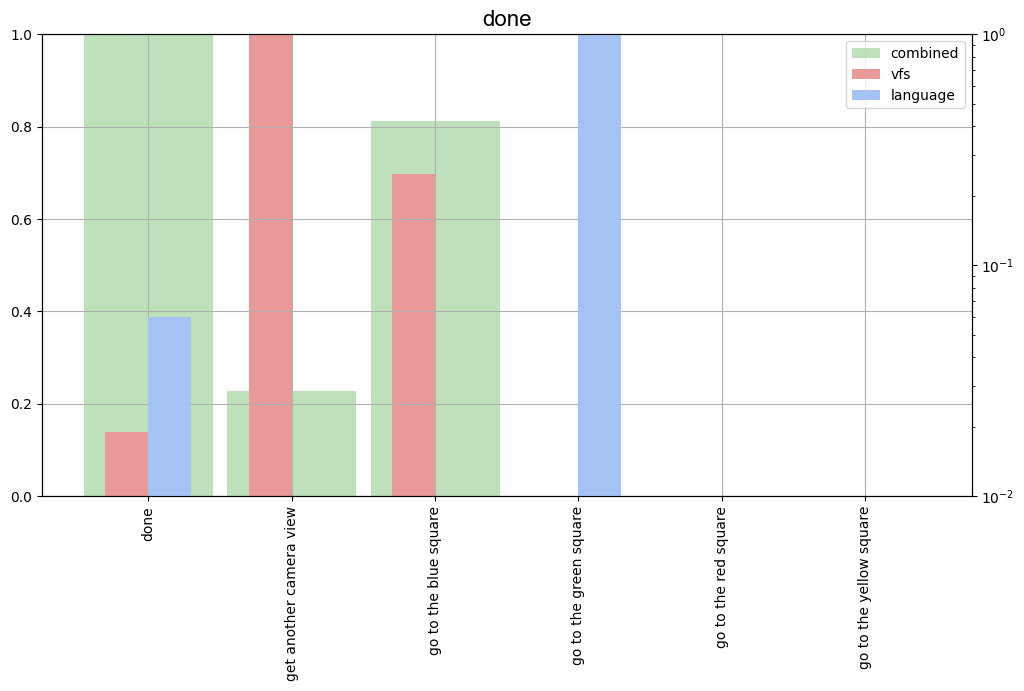 done
1.0
0.8
0.6
0.4
0.2
0.0
10⁰
10⁻¹
10⁻²
combined
vfs
language
done
get another camera view
go to the blue square
go to the green square
go to the red square
go to the yellow square